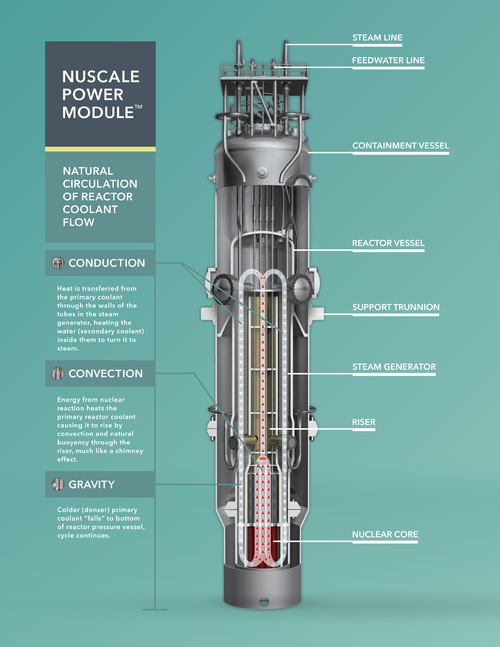 NUSCALE
POWER
MODULE™
NATURAL
CIRCULATION
OF REACTOR
COOLANT
FLOW
CONDUCTION
Heat is transferred from
the primary coolant
through the walls of the
tubes in the steam
generator, heating the
water (secondary coolant)
inside them to turn it to
steam.
CONVECTION
Energy from nuclear
reaction heats the
primary reactor coolant
causing it to rise by
convection and natural
buoyancy through the
riser, much like a chimney
effect.
GRAVITY
Colder (denser) primary
coolant "falls" to bottom
of reactor pressure vessel,
cycle continues.
STEAM LINE
FEEDWATER LINE
CONTAINMENT VESSEL
REACTOR VESSEL
SUPPORT TRUNNION
STEAM GENERATOR
RISER
NUCLEAR CORE